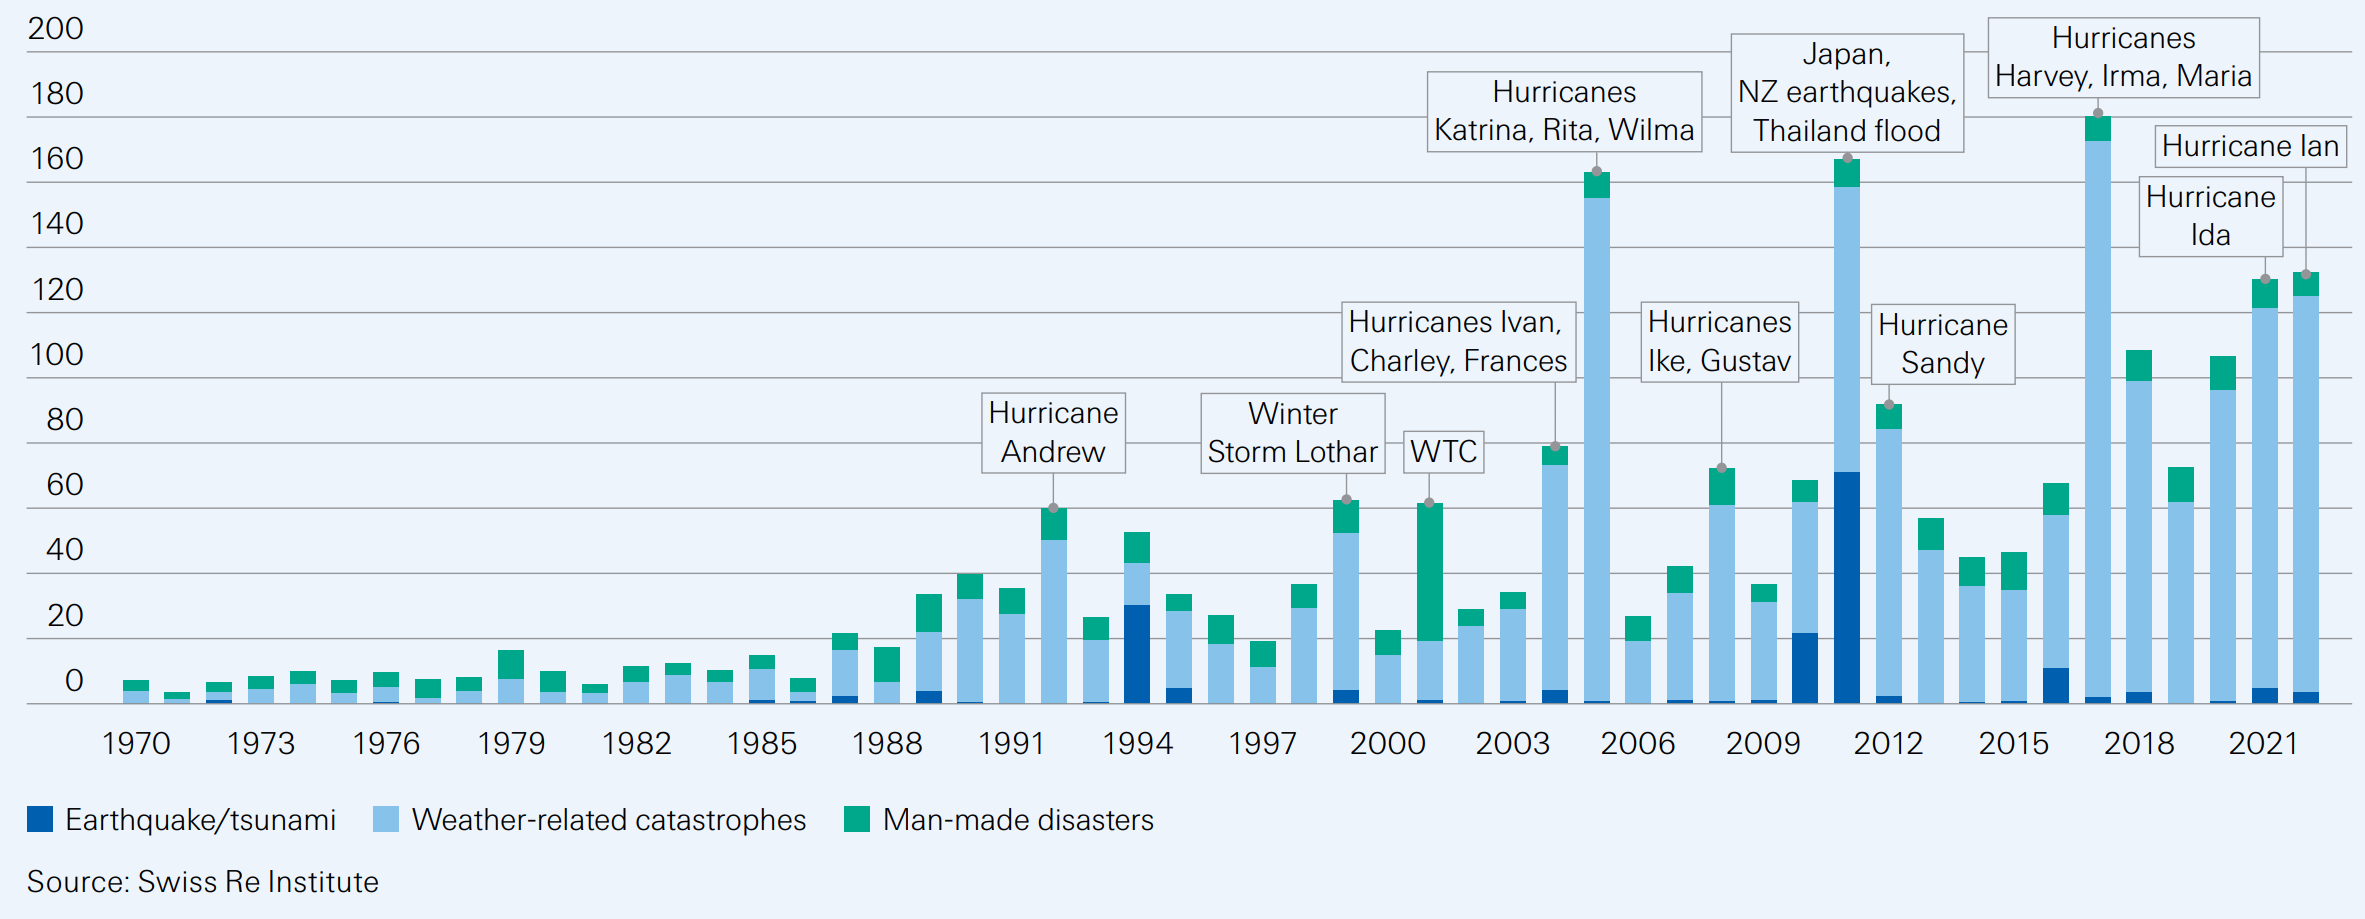 200
180
160
140
120
100
80
60
40
20
0
Hurricane
Andrew
Winter
Storm Lothar
WTC
Hurricanes Ivan,
Charley, Frances
Hurricanes
Katrina, Rita, Wilma
Hurricanes
Ike, Gustav
Japan,
NZ earthquakes,
Thailand flood
Hurricane
Sandy
Hurricanes
Harvey, Irma, Maria
Hurricane
Ida
Hurricane Ian
1970 1973 1976 1979 1982 1985 1988 1991 1994 1997 2000 2003 2006 2009 2012 2015 2018 2021
Earthquake/tsunami Weather-related catastrophes Man-made disasters
Source: Swiss Re Institute